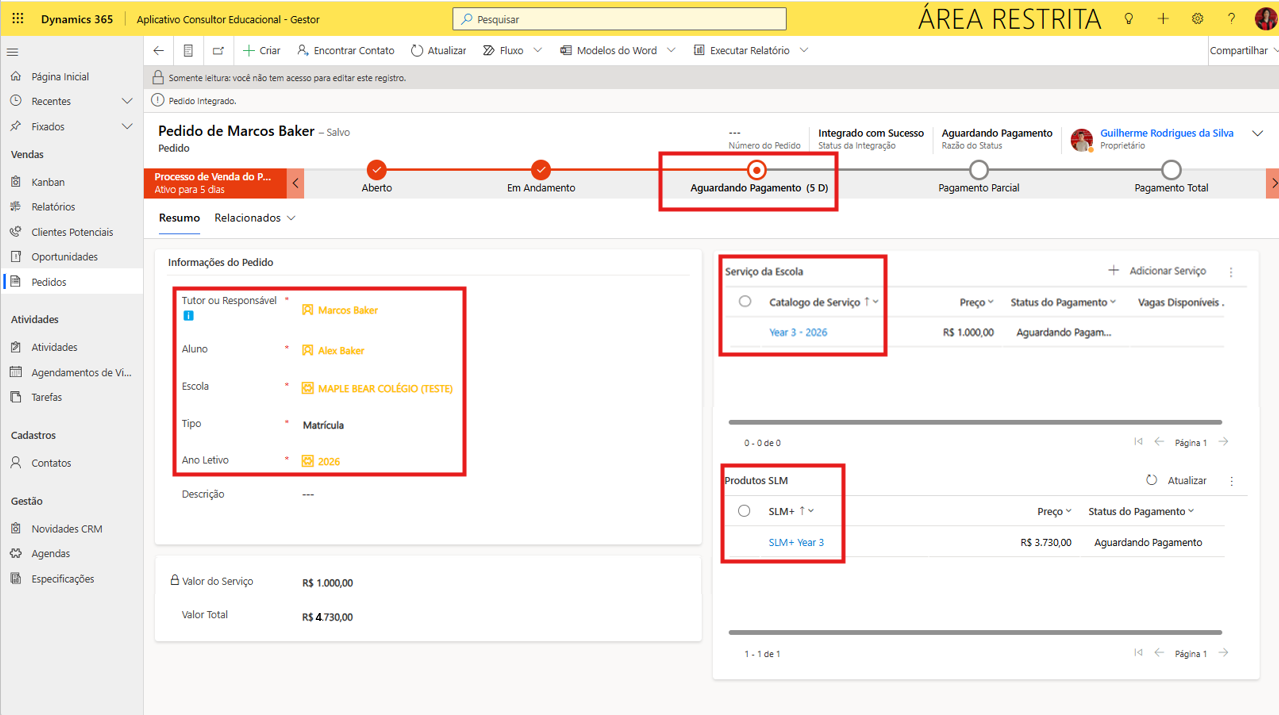 Dynamics 365 Aplicativo Consultor Educacional - Gestor Pesquisar ÁREA RESTRITA
Criar Encontrar Contato Atualizar Fluxo Modelos do Word Executar Relatório Compartilhar
Somente leitura: você não tem acesso para editar este registro.
Pedido Integrado.
Página Inicial
Recentes
Fixados
Vendas
Kanban
Relatórios
Clientes Potenciais
Oportunidades
Pedidos
Atividades
Atividades
Agendamentos de Vi...
Tarefas
Cadastros
Contatos
Gestão
Novidades CRM
Agendas
Especificações
Pedido de Marcos Baker – Salvo
Pedido
---
Número do Pedido
Integrado com Sucesso
Status da Integração
Aguardando Pagamento
Razão do Status
Guilherme Rodrigues da Silva
Proprietário
Processo de Venda do P...
Ativo para 5 dias
Aberto
Em Andamento
Aguardando Pagamento (5 D)
Pagamento Parcial
Pagamento Total
Resumo Relacionados
Informações do Pedido
Tutor ou Responsável * Marcos Baker
Aluno * Alex Baker
Escola * MAPLE BEAR COLÉGIO (TESTE)
Tipo * Matrícula
Ano Letivo * 2026
Descrição ---
Valor do Serviço R$ 1.000,00
Valor Total R$ 4.730,00
Serviço da Escola Adicionar Serviço
Catalogo de Serviço Preço Status do Pagamento Vagas Disponíveis .
Year 3 - 2026 R$ 1.000,00 Aguardando Pagam...
0 - 0 de 0 Página 1
Produtos SLM Atualizar
SLM+ Preço Status do Pagamento
SLM+ Year 3 R$ 3.730,00 Aguardando Pagamento
1 - 1 de 1 Página 1